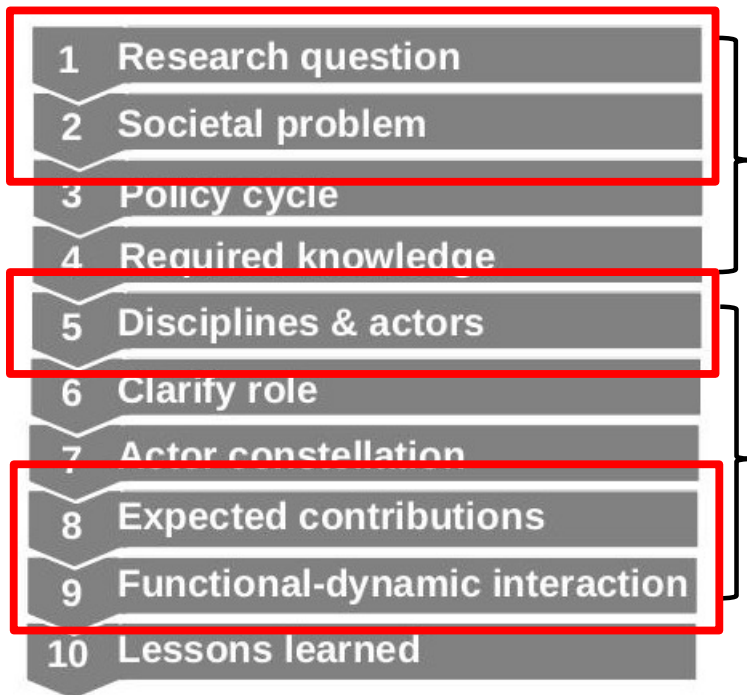 1 Research question
2 Societal problem
3 Policy cycle
4 Required knowledge
5 Disciplines & actors
6 Clarify role
7 Actor constellation
8 Expected contributions
9 Functional-dynamic interaction
10 Lessons learned